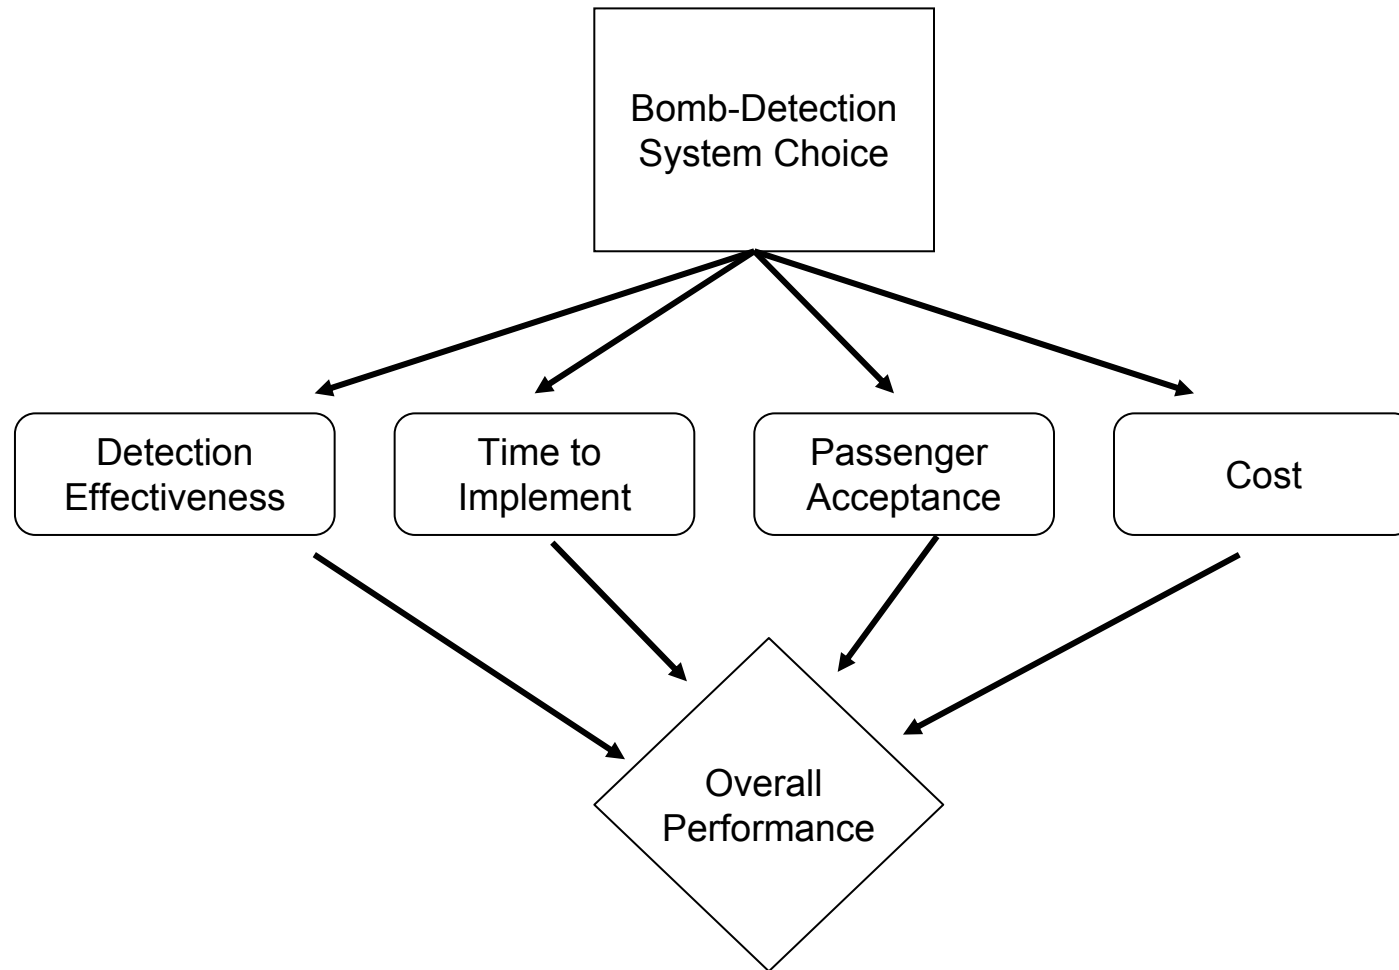 Bomb-Detection
System Choice
Detection
Effectiveness
Time to
Implement
Passenger
Acceptance
Cost
Overall
Performance